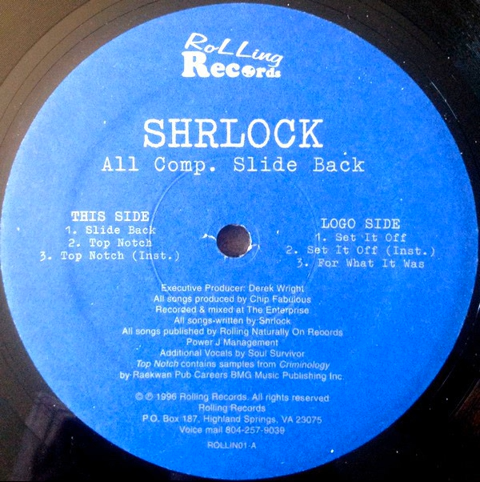 RoLLing
Records
SHRLOCK
All Comp. Slide Back
THIS SIDE
1. Slide Back
2. Top Notch
3. Top Notch (Inst.)
LOGO SIDE
1. Set It Off
2. Set It Off (Inst.)
3. For What It Was
Executive Producer: Derek Wright
All songs produced by Chip Fabulous
Recorded & mixed at The Enterprise
All songs written by Shrlock
All songs published by Rolling Naturally On Records
Power J Management
Additional Vocals by Soul Survivor
Top Notch contains samples from Criminology
by Raekwan Pub Careers BMG Music Publishing Inc.
© ℗ 1996 Rolling Records. All rights reserved
Rolling Records
P.O. Box 187, Highland Springs, VA 23075
Voice mail 804-257-9039
ROLLIN01-A